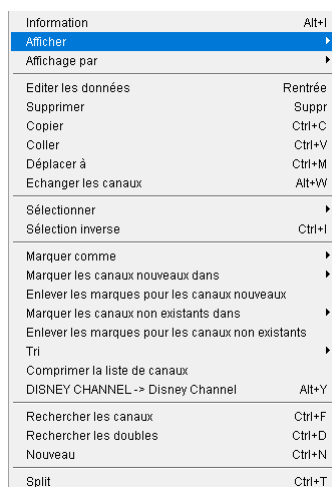 Information Alt+I
Afficher
Affichage par
Editer les données Rentrée
Supprimer Suppr
Copier Ctrl+C
Coller Ctrl+V
Déplacer à Ctrl+M
Echanger les canaux Alt+W
Sélectionner
Sélection inverse Ctrl+I
Marquer comme
Marquer les canaux nouveaux dans
Enlever les marques pour les canaux nouveaux
Marquer les canaux non existants dans
Enlever les marques pour les canaux non existants
Tri
Comprimer la liste de canaux
DISNEY CHANNEL -> Disney Channel Alt+Y
Rechercher les canaux Ctrl+F
Rechercher les doubles Ctrl+D
Nouveau Ctrl+N
Split Ctrl+T